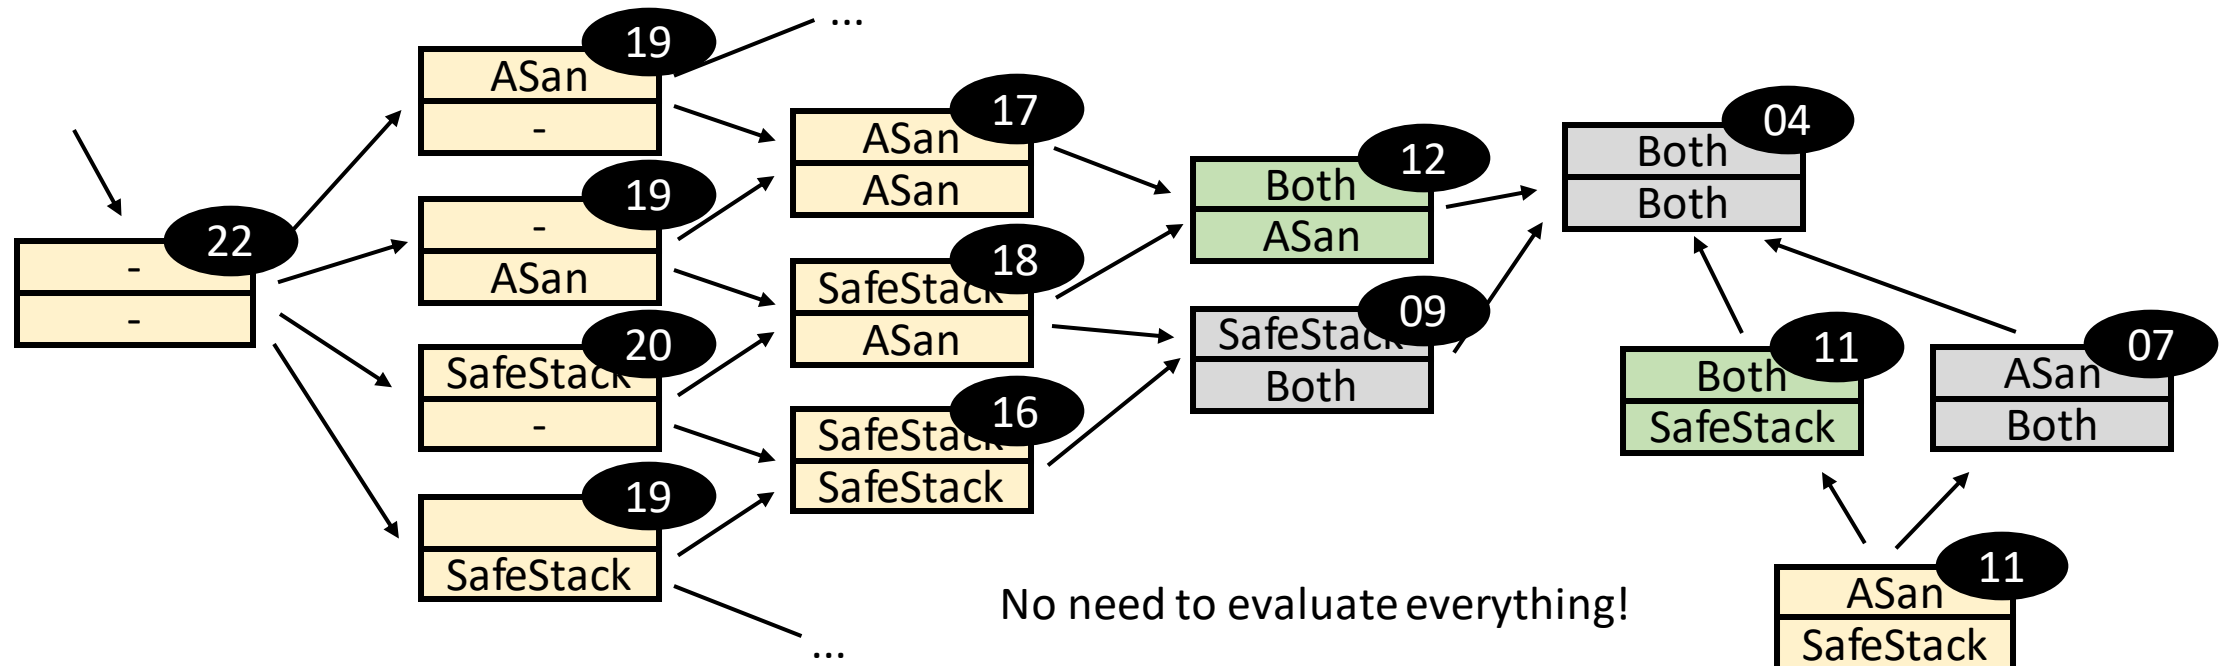 ...
19
ASan
-
17
ASan
ASan
04
Both
Both
12
Both
ASan
19
-
ASan
22
-
-
18
SafeStack
ASan
09
SafeStack
Both
20
SafeStack
-
11
Both
SafeStack
07
ASan
Both
16
SafeStack
SafeStack
19
SafeStack
11
ASan
SafeStack
No need to evaluate everything!
...